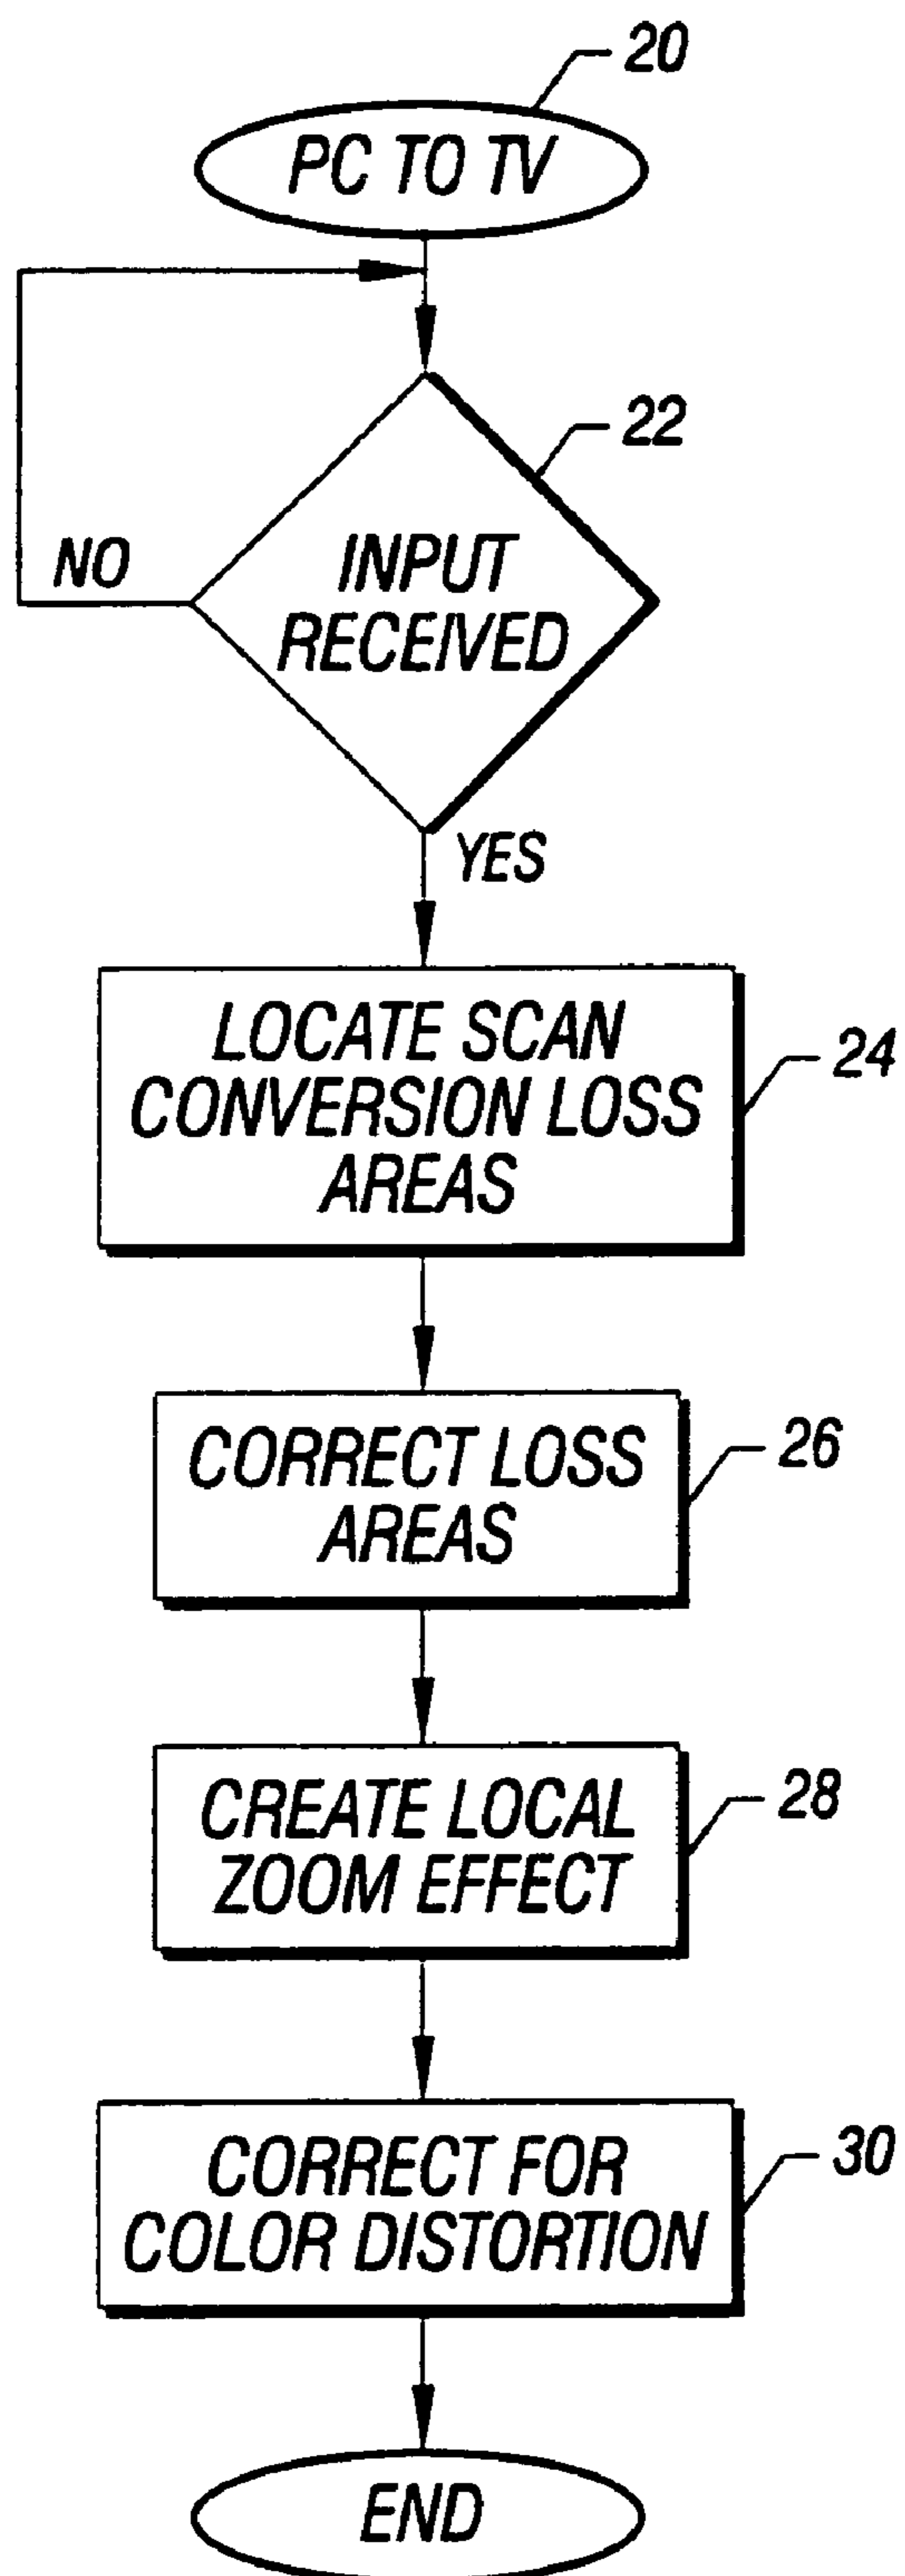 20
PC TO TV
22
INPUT
RECEIVED
NO
YES
LOCATE SCAN
CONVERSION LOSS
AREAS
24
CORRECT LOSS
AREAS
26
CREATE LOCAL
ZOOM EFFECT
28
CORRECT FOR
COLOR DISTORTION
30
END